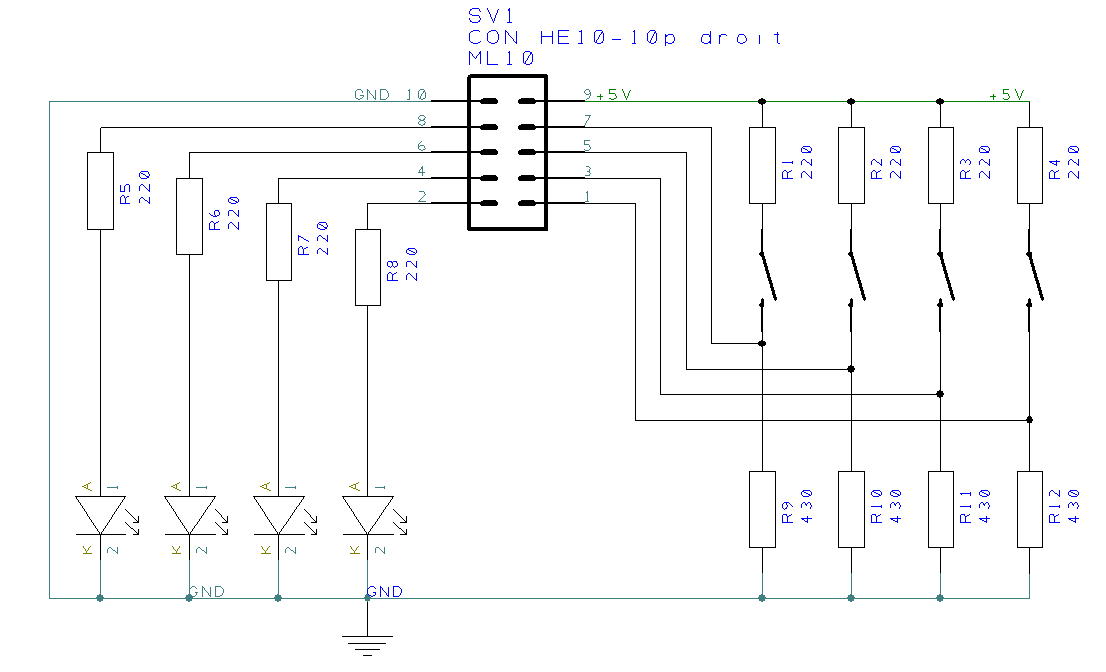 SV1
CON HE10-10p droit
ML10
GND 10
9 +5V
+5V
8
7
6
5
4
3
2
1
R5
220
R6
220
R7
220
R8
220
R1
220
R2
220
R3
220
R4
220
A 1
A 1
A 1
A 1
R9
430
R10
430
R11
430
R12
430
K 2
K 2
K 2
K 2
GND
GND